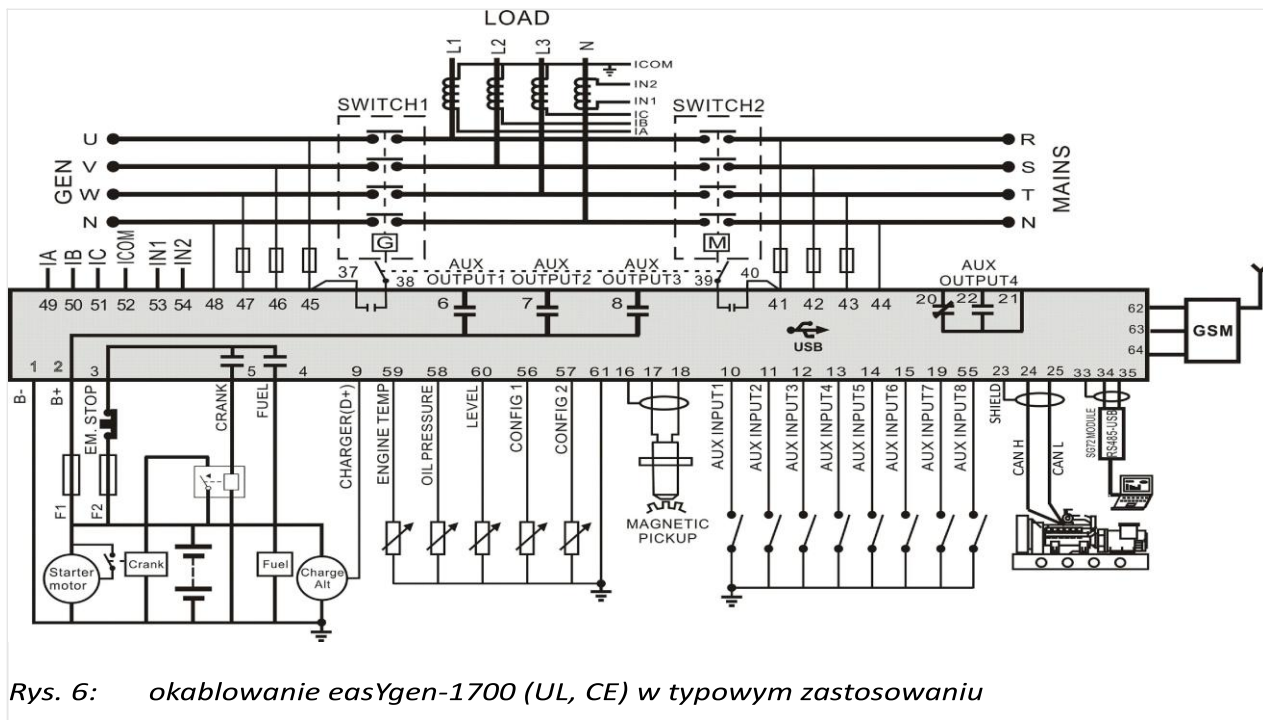 LOAD
L1 L2 L3 N
ICOM
IN2
IN1
IC
IB
IA
SWITCH1 SWITCH2
U R
V S
W T
N N
GEN MAINS
G M
IA IB IC ICOM IN1 IN2
37 38 39 40
AUX OUTPUT1
AUX OUTPUT2
AUX OUTPUT3
AUX OUTPUT4
49 50 51 52 53 54 48 47 46 45 6 7 8 41 42 43 44 20 22 21
USB
62
63
64
GSM
1 2 3 5 4 9 59 58 60 56 57 61 16 17 18 10 11 12 13 14 15 19 55 23 24 25 33 34 35
B-
B+
EM. STOP
CRANK
FUEL
CHARGER(D+)
ENGINE TEMP
OIL PRESSURE
LEVEL
CONFIG 1
CONFIG 2
MAGNETIC
PICKUP
AUX INPUT1
AUX INPUT2
AUX INPUT3
AUX INPUT4
AUX INPUT5
AUX INPUT6
AUX INPUT7
AUX INPUT8
SHIELD
CAN H
CAN L
SG72 MODULE
RS485-USB
F1
F2
Starter
motor
Crank
Fuel
Charge
Alt
Rys. 6: okablowanie easYgen-1700 (UL, CE) w typowym zastosowaniu